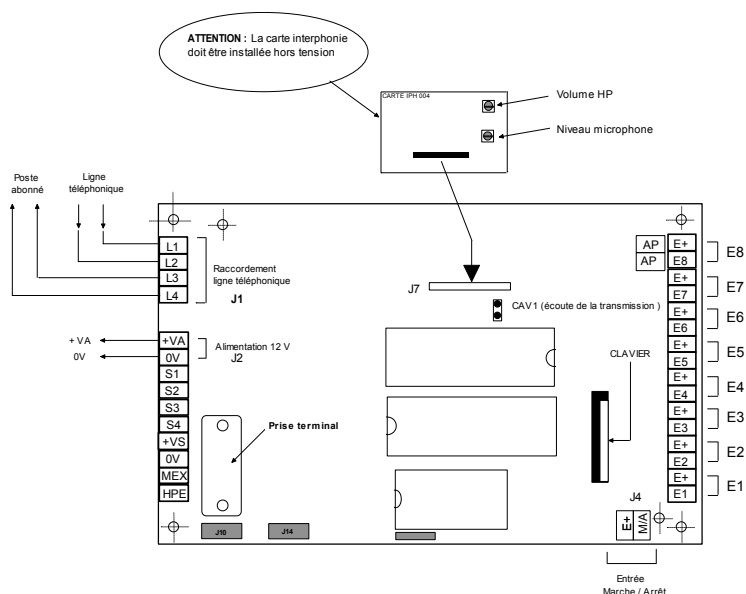 ATTENTION : La carte interphonie
doit être installée hors tension
CARTE IPH 004
Volume HP
Niveau microphone
Poste
abonné
Ligne
téléphonique
L1
L2
L3
L4
Raccordement
ligne téléphonique
J1
+ VA
0V
+VA
0V
Alimentation 12 V
J2
S1
S2
S3
S4
+VS
0V
MEX
HPE
Prise terminal
J10
J14
J7
CAV1 (écoute de la transmission )
CLAVIER
AP
AP
E+
E8
E8
E+
E7
E7
E+
E6
E6
E+
E5
E5
E+
E4
E4
E+
E3
E3
E+
E2
E2
E+
E1
E1
J4
E+
M/A
Entrée
Marche / Arrêt